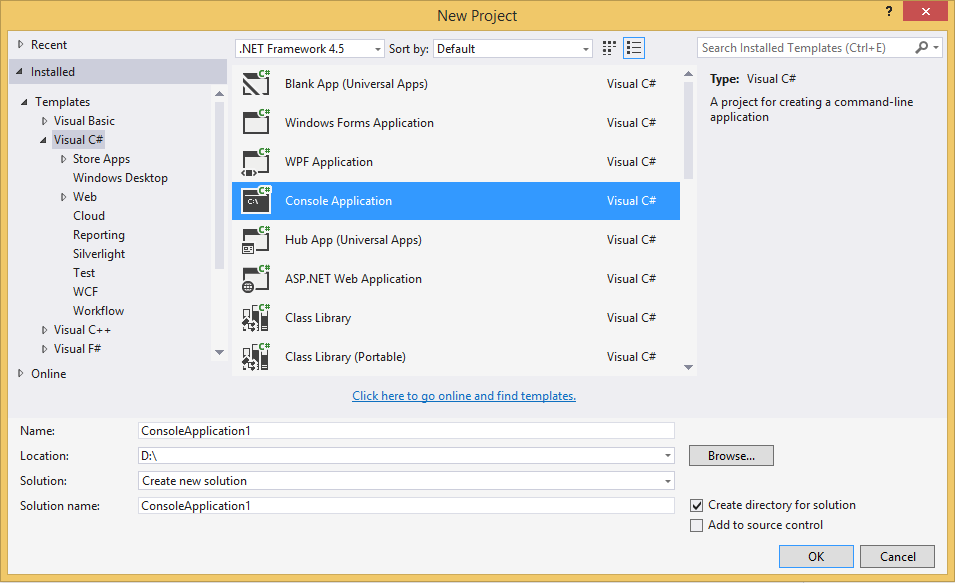 New Project
?
Recent
Installed
Templates
Visual Basic
Visual C#
Store Apps
Windows Desktop
Web
Cloud
Reporting
Silverlight
Test
WCF
Workflow
Visual C++
Visual F#
Online
.NET Framework 4.5 Sort by: Default
C# Blank App (Universal Apps) Visual C#
C# Windows Forms Application Visual C#
C# WPF Application Visual C#
C# C:\ Console Application Visual C#
C# Hub App (Universal Apps) Visual C#
C# ASP.NET Web Application Visual C#
C# Class Library Visual C#
C# Class Library (Portable) Visual C#
Click here to go online and find templates.
Search Installed Templates (Ctrl+E)
Type: Visual C#
A project for creating a command-line
application
Name: ConsoleApplication1
Location: D:\ Browse...
Solution: Create new solution
Solution name: ConsoleApplication1
Create directory for solution
Add to source control
OK Cancel